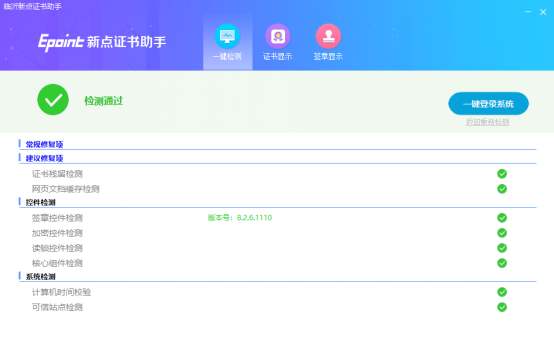 临沂新点证书助手
Epoint 新点证书助手
一键检测 证书显示 签章显示
检测通过
一键登录系统
返回重新检测
常规修复项
建议修复项
证书残留检测
网页文档缓存检测
控件检测
签章控件检测 版本号：8.2.6.1110
加密控件检测
读锁控件检测
核心组件检测
系统检测
计算机时间校验
可信站点检测